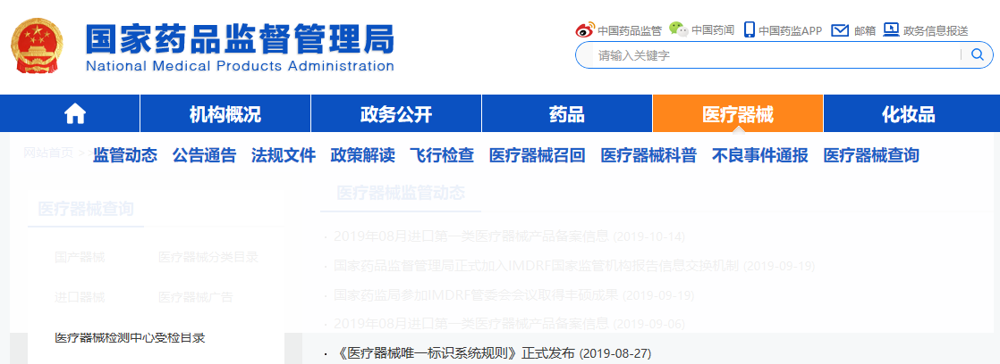 国家药品监督管理局
National Medical Products Administration
中国药品监管 中国药闻 中国药监APP 邮箱 政务信息报送
请输入关键字
机构概况 政务公开 药品 医疗器械 化妆品
网站首页 > >
监管动态 公告通告 法规文件 政策解读 飞行检查 医疗器械召回 医疗器械科普 不良事件通报 医疗器械查询
医疗器械查询
国产器械 医疗器械分类目录
进口器械 医疗器械广告
医疗器械检测中心受检目录
医疗器械监管动态
· 2019年08月进口第一类医疗器械产品备案信息 (2019-10-14)
· 国家药品监督管理局正式加入IMDRF国家监管机构报告信息交换机制 (2019-09-19)
· 国家药监局参加IMDRF管委会会议取得丰硕成果 (2019-09-19)
· 2019年08月进口第一类医疗器械产品备案信息 (2019-09-06)
· 《医疗器械唯一标识系统规则》正式发布 (2019-08-27)